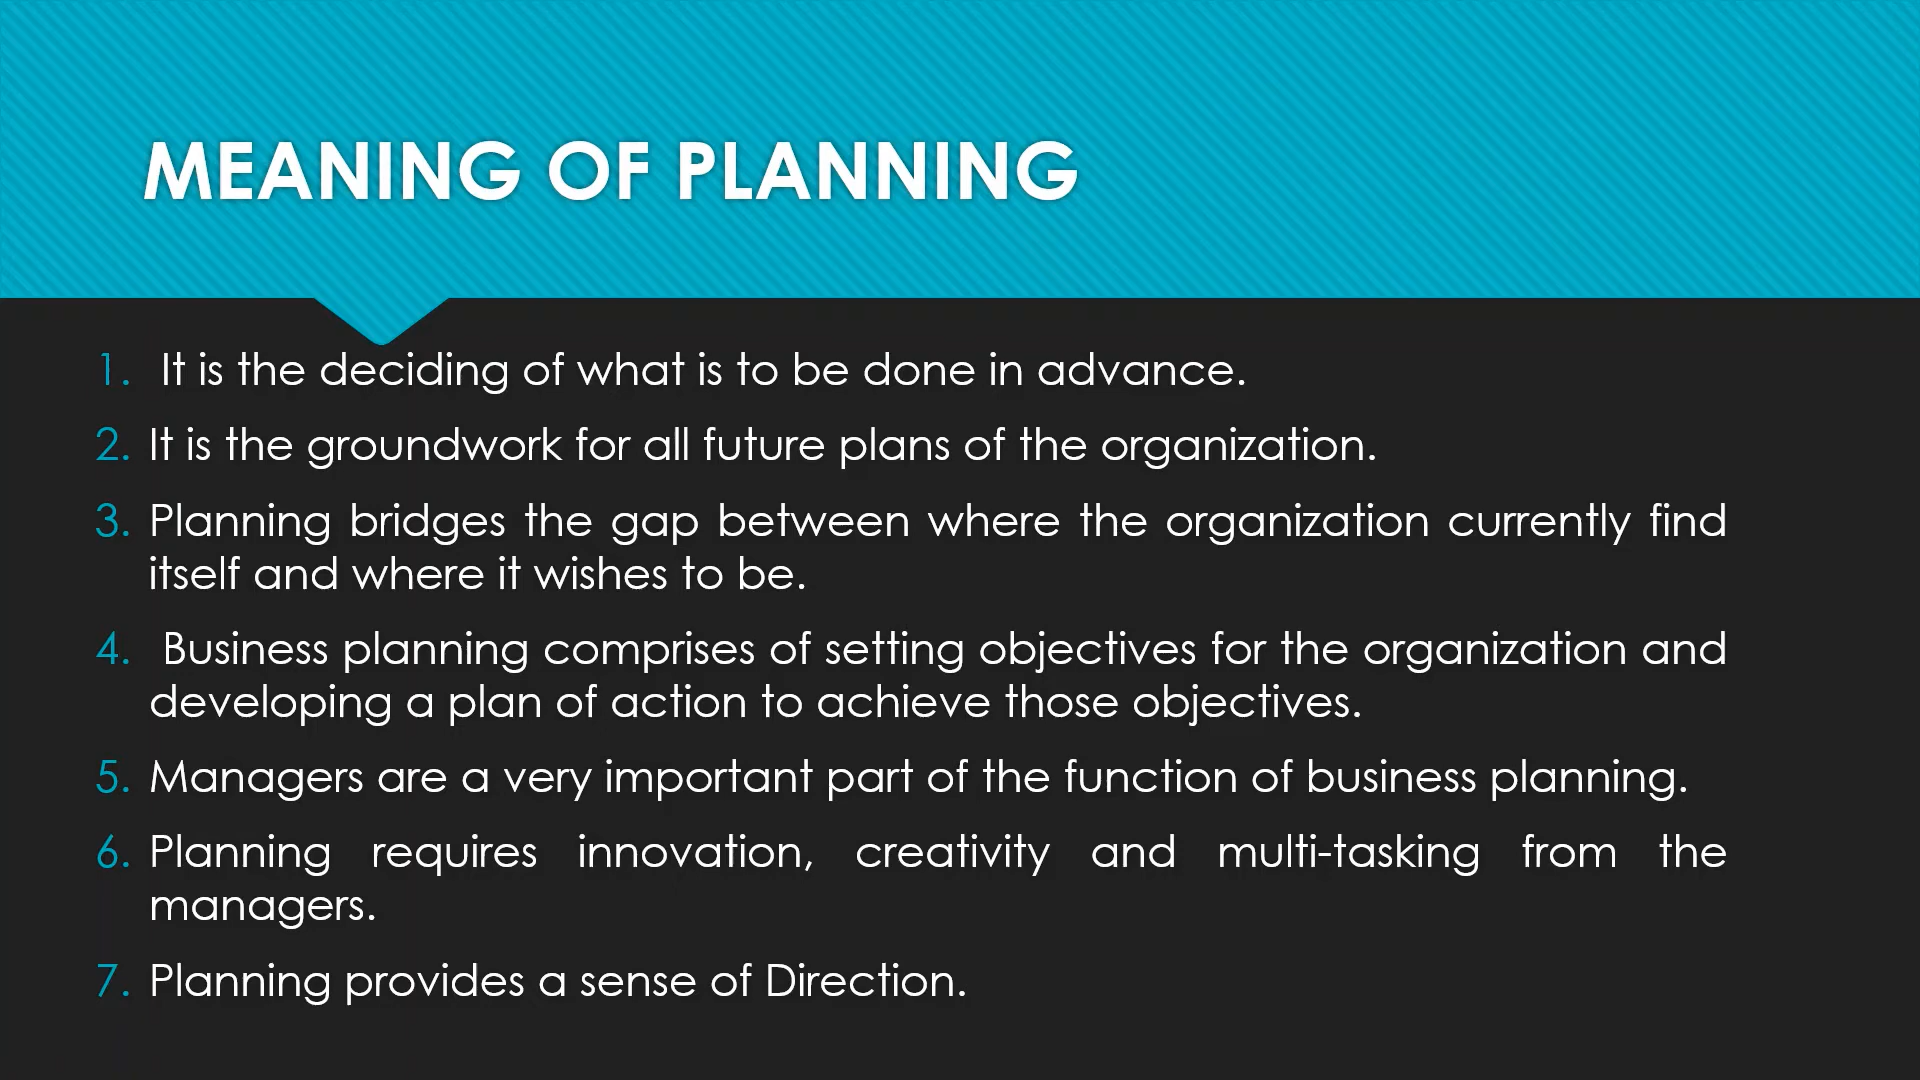 MEANING OF PLANNING
1. It is the deciding of what is to be done in advance.
2. It is the groundwork for all future plans of the organization.
3. Planning bridges the gap between where the organization currently find
itself and where it wishes to be.
4. Business planning comprises of setting objectives for the organization and
developing a plan of action to achieve those objectives.
5. Managers are a very important part of the function of business planning.
6. Planning requires innovation, creativity and multi-tasking from the
managers.
7. Planning provides a sense of Direction.